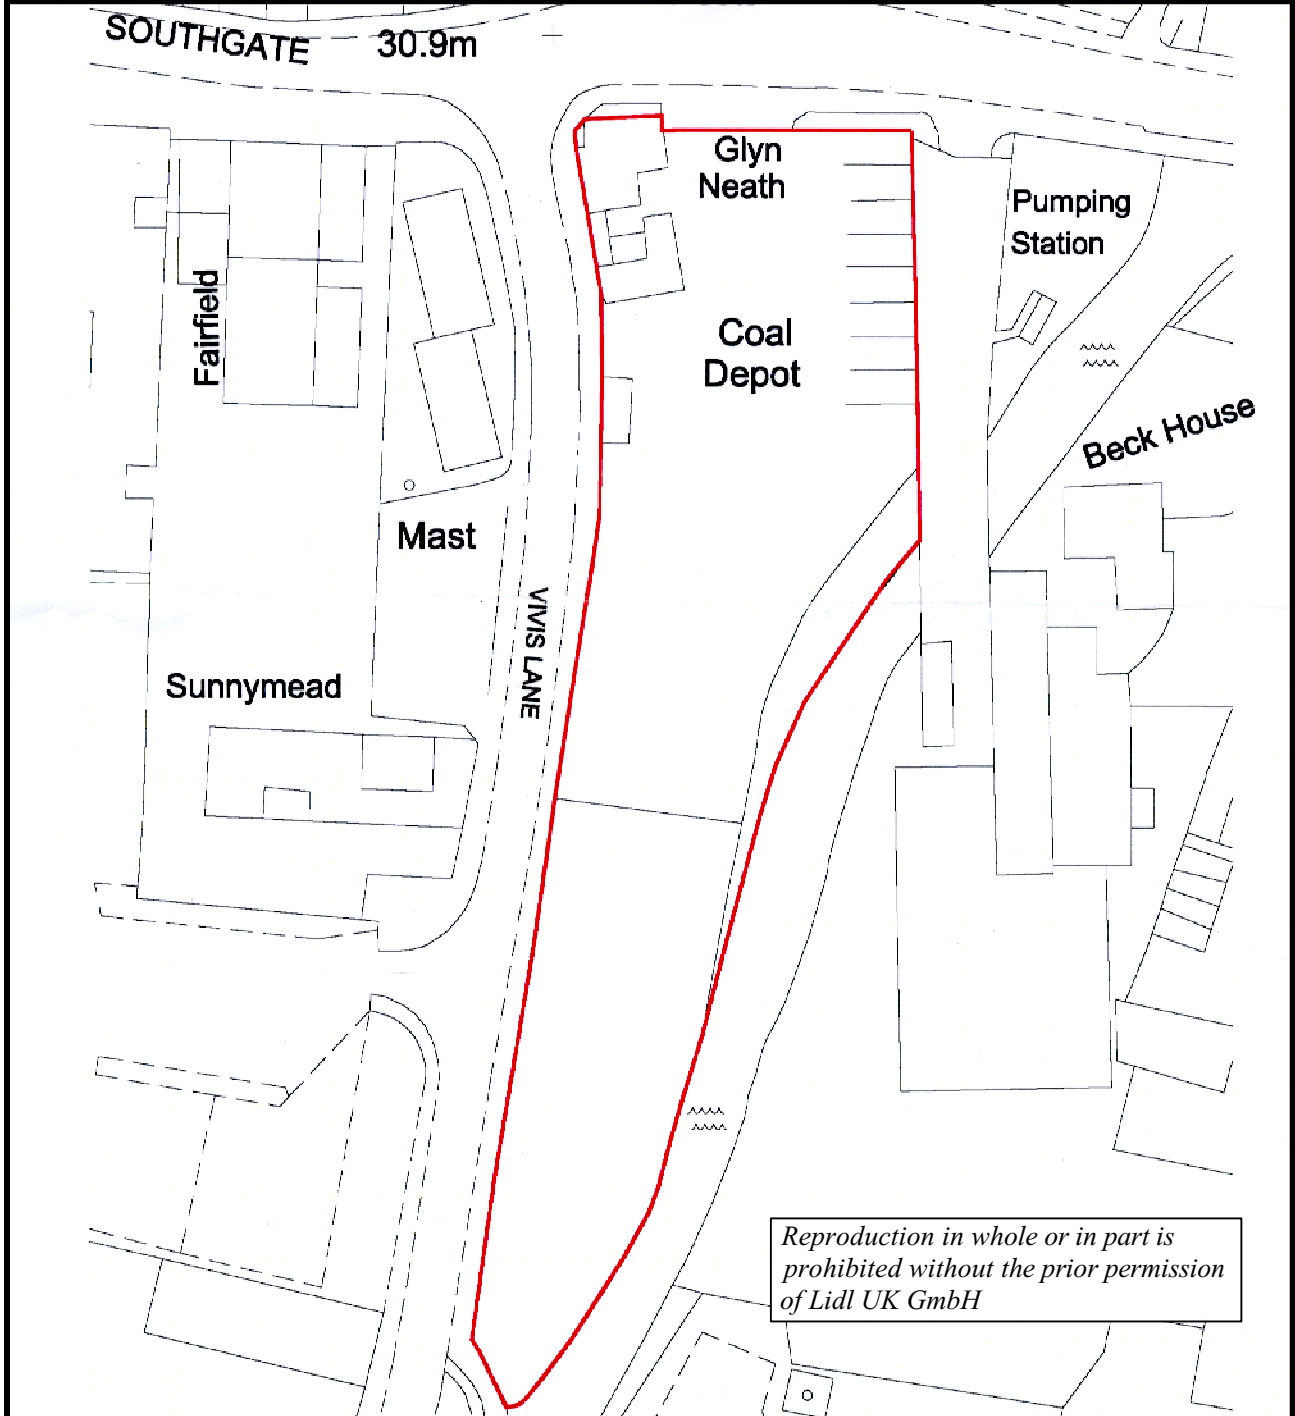 SOUTHGATE
30.9m
Glyn
Neath
Pumping
Station
Fairfield
Coal
Depot
Beck House
Mast
VIVIS LANE
Sunnymead
Reproduction in whole or in part is
prohibited without the prior permission
of Lidl UK GmbH